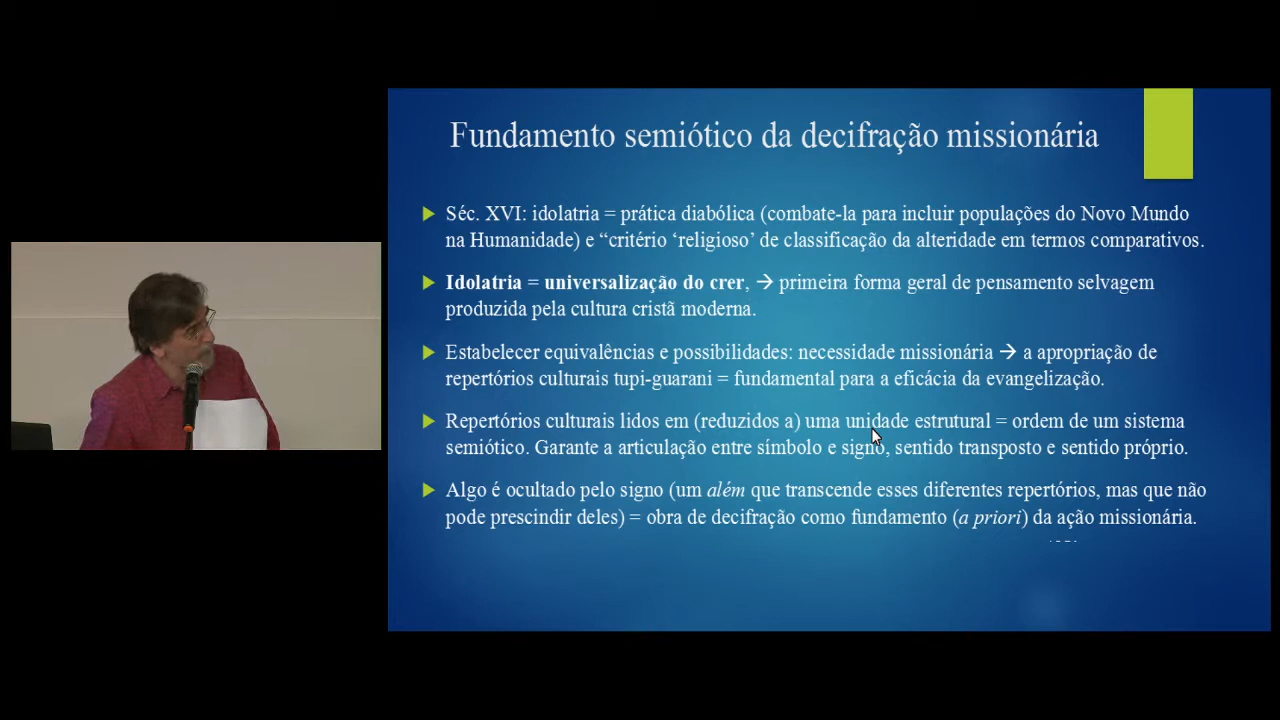 Fundamento semiótico da decifração missionária
Séc. XVI: idolatria = prática diabólica (combate-la para incluir populações do Novo Mundo
na Humanidade) e “critério ‘religioso’ de classificação da alteridade em termos comparativos.
Idolatria = universalização do crer, → primeira forma geral de pensamento selvagem
produzida pela cultura cristã moderna.
Estabelecer equivalências e possibilidades: necessidade missionária → a apropriação de
repertórios culturais tupi-guarani = fundamental para a eficácia da evangelização.
Repertórios culturais lidos em (reduzidos a) uma unidade estrutural = ordem de um sistema
semiótico. Garante a articulação entre símbolo e signo, sentido transposto e sentido próprio.
Algo é ocultado pelo signo (um além que transcende esses diferentes repertórios, mas que não
pode prescindir deles) = obra de decifração como fundamento (a priori) da ação missionária.